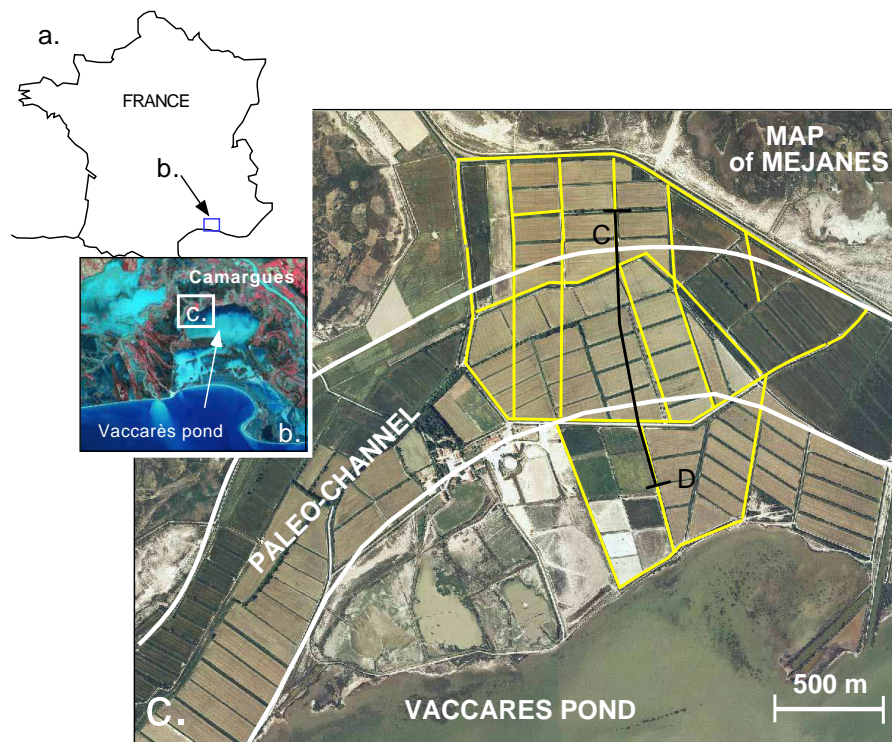 a.
FRANCE
b.
MAP
of MEJANES
Camargues
C.
Vaccarès pond
b.
C
D
PALEO-CHANNEL
C.
VACCARES POND
500 m